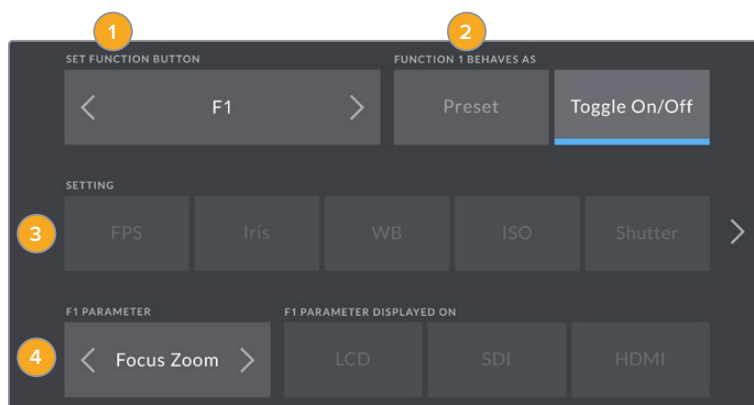 1 2
SET FUNCTION BUTTON FUNCTION 1 BEHAVES AS
F1 Preset Toggle On/Off
SETTING
3 FPS Iris WB ISO Shutter
F1 PARAMETER F1 PARAMETER DISPLAYED ON
4 Focus Zoom LCD SDI HDMI